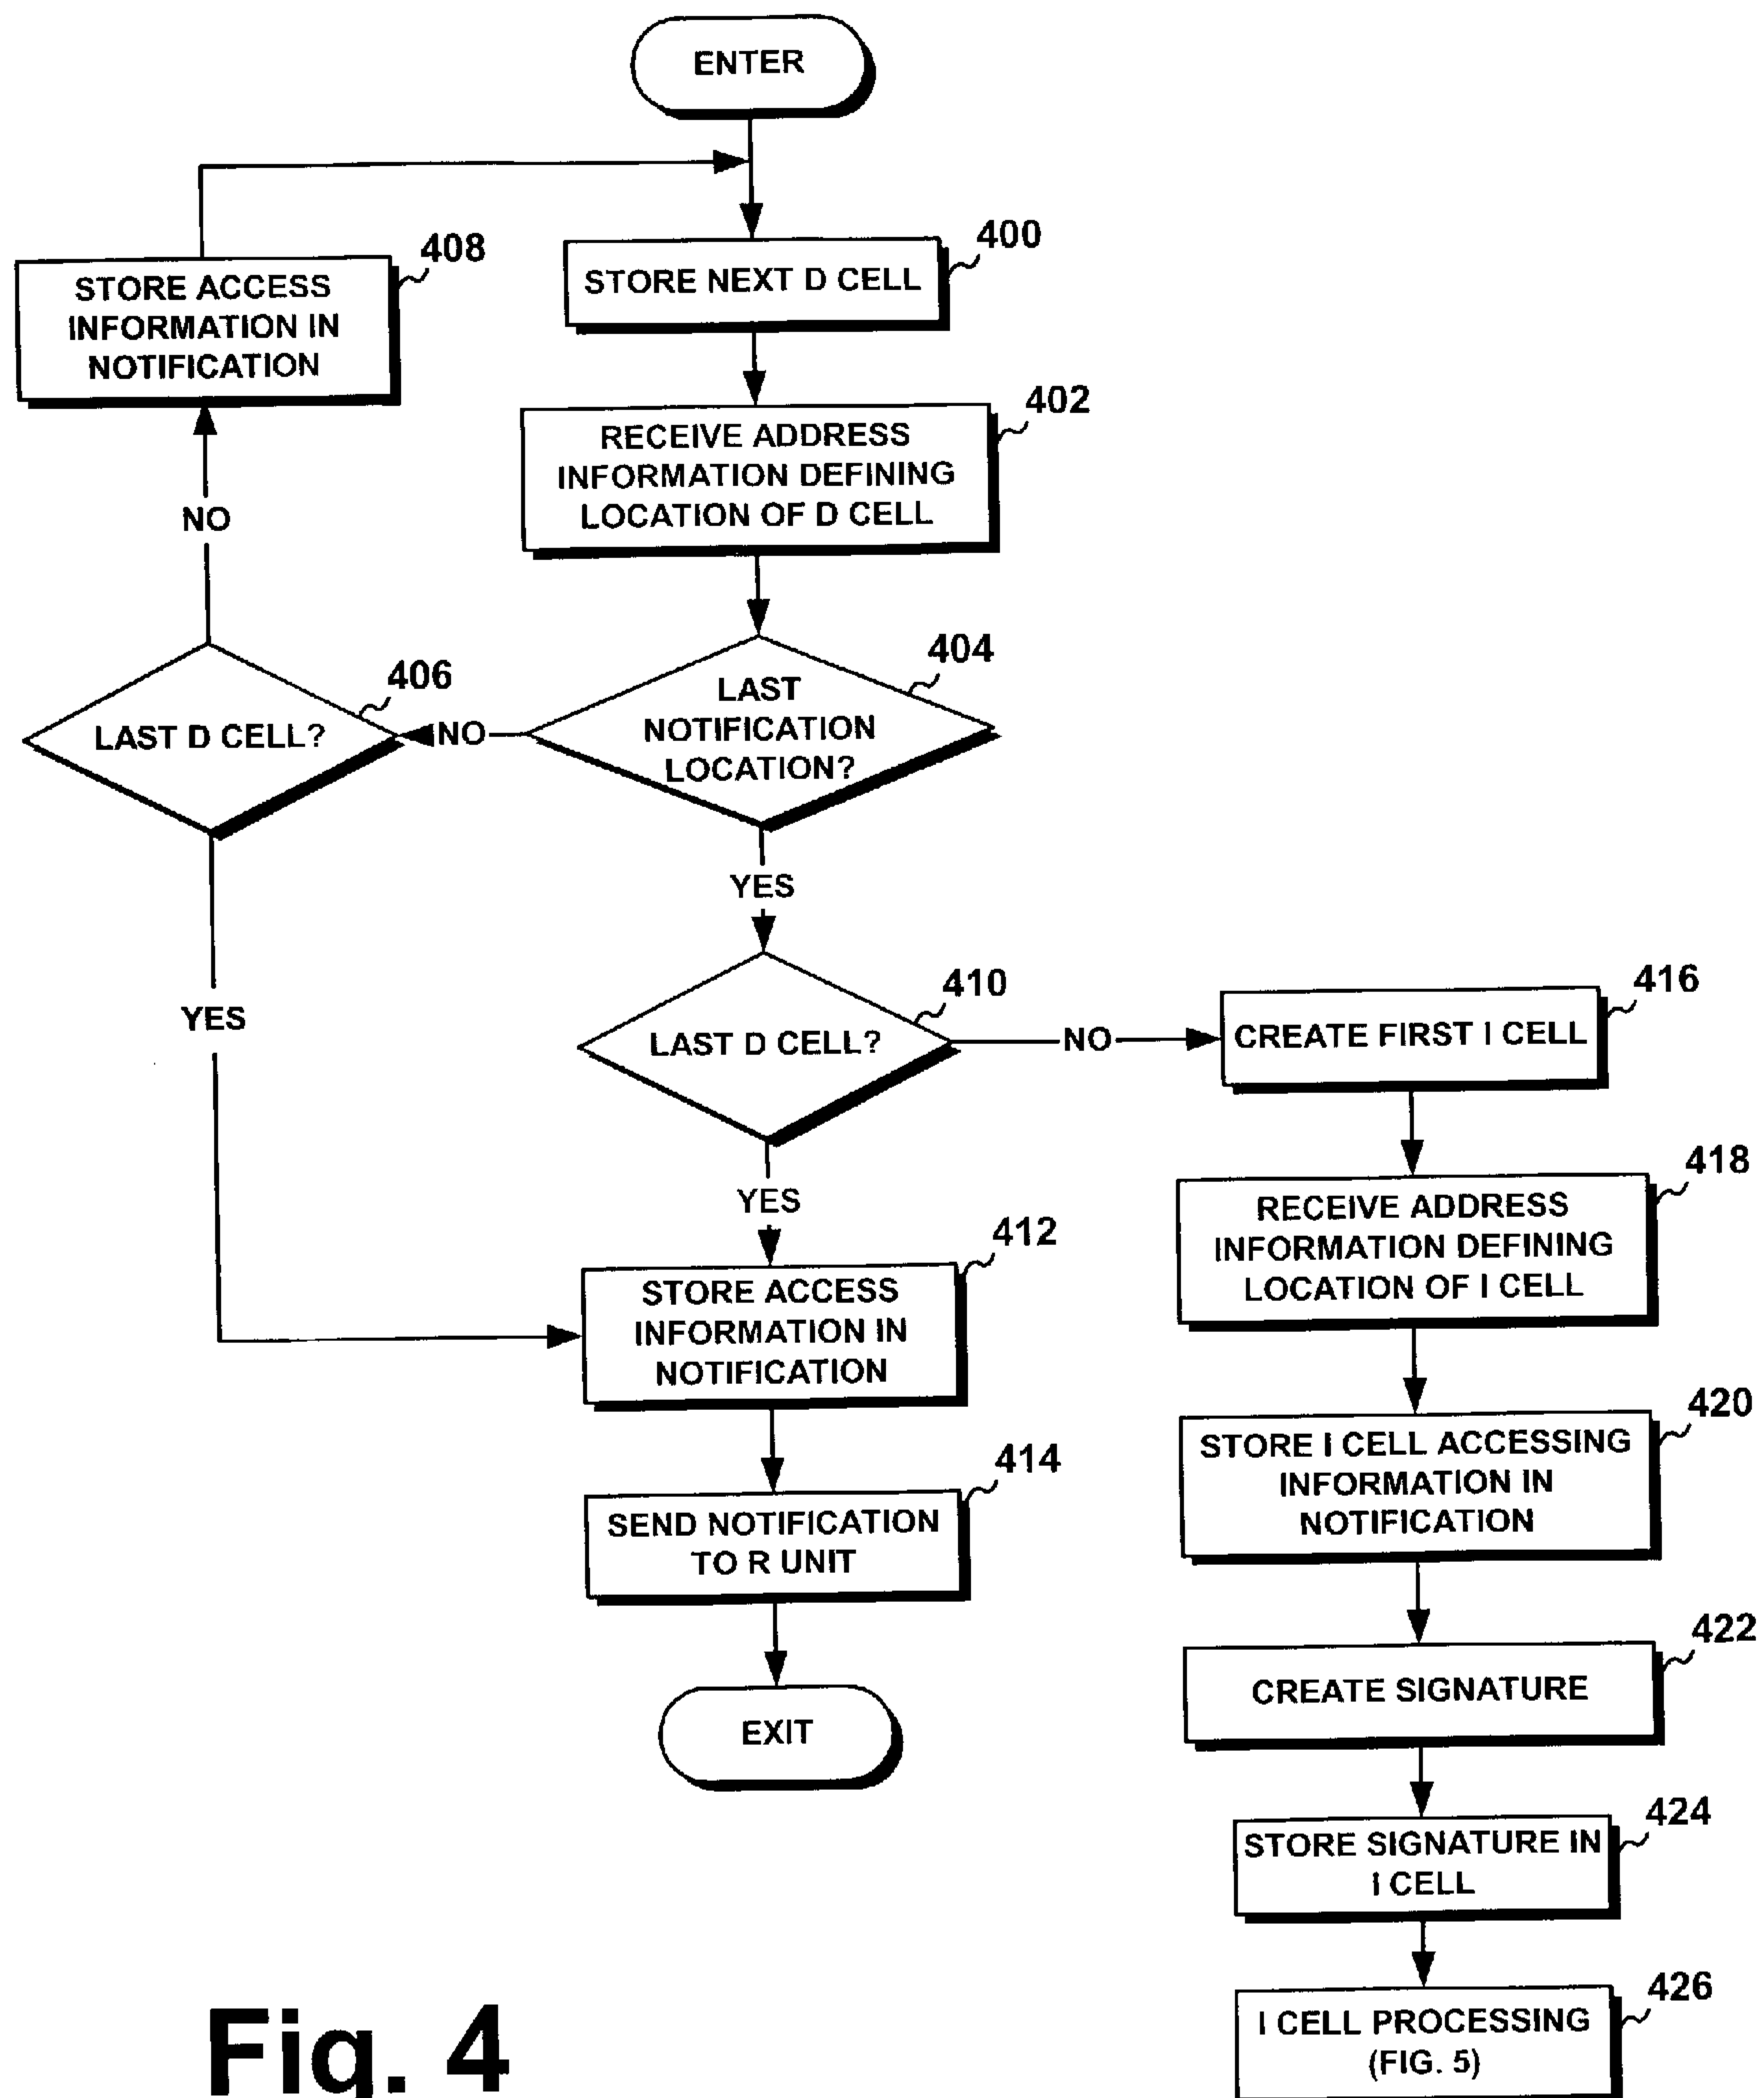 ENTER
400
STORE NEXT D CELL
408
STORE ACCESS
INFORMATION IN
NOTIFICATION
402
RECEIVE ADDRESS
INFORMATION DEFINING
LOCATION OF D CELL
NO
404
LAST
NOTIFICATION
LOCATION?
406
LAST D CELL?
NO
YES
YES
410
LAST D CELL?
NO
416
CREATE FIRST I CELL
YES
418
RECEIVE ADDRESS
INFORMATION DEFINING
LOCATION OF I CELL
412
STORE ACCESS
INFORMATION IN
NOTIFICATION
420
STORE I CELL ACCESSING
INFORMATION IN
NOTIFICATION
414
SEND NOTIFICATION
TO R UNIT
422
CREATE SIGNATURE
EXIT
424
STORE SIGNATURE IN
I CELL
426
I CELL PROCESSING
(FIG. 5)
Fig. 4